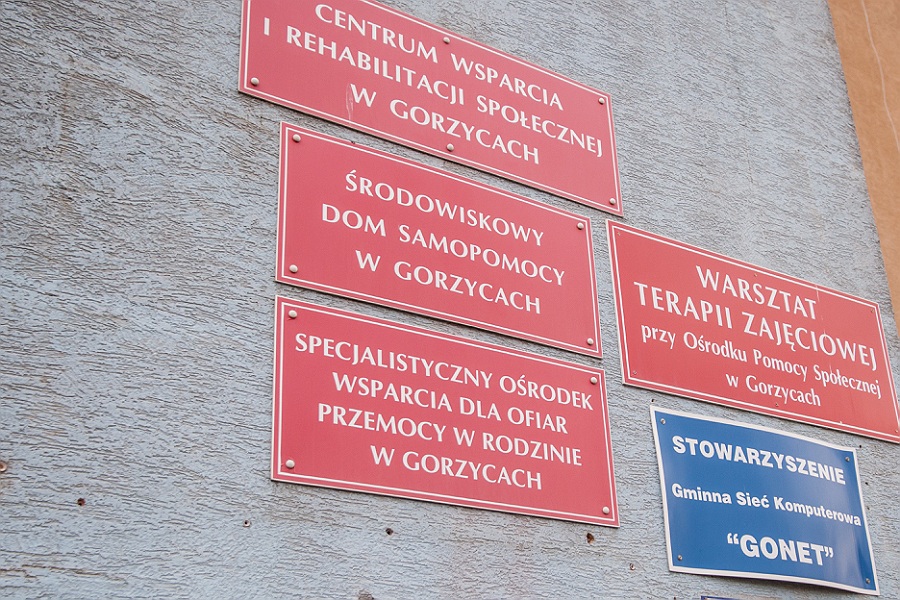 CENTRUM WSPARCIA
I REHABILITACJI SPOŁECZNEJ
W GORZYCACH
ŚRODOWISKOWY
DOM SAMOPOMOCY
W GORZYCACH
SPECJALISTYCZNY OŚRODEK
WSPARCIA DLA OFIAR
PRZEMOCY W RODZINIE
W GORZYCACH
WARSZTAT
TERAPII ZAJĘCIOWEJ
przy Ośrodku Pomocy Społecznej
w Gorzycach
STOWARZYSZENIE
Gminna Sieć Komputerowa
“GONET”